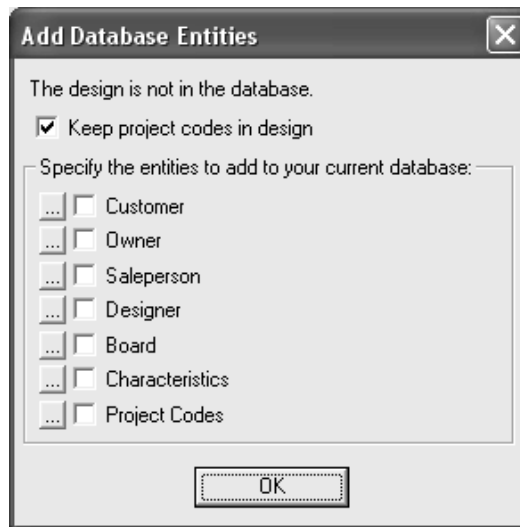 Add Database Entities
The design is not in the database.
Keep project codes in design
Specify the entities to add to your current database:
... Customer
... Owner
... Saleperson
... Designer
... Board
... Characteristics
... Project Codes
OK